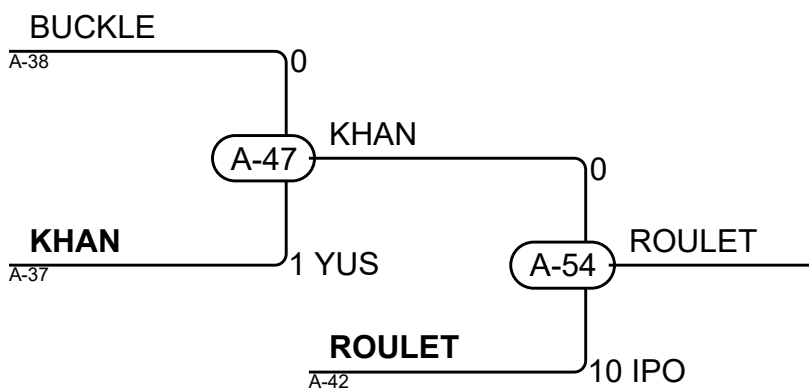 BUCKLE
A-38
0
A-47
KHAN
0
KHAN
A-37
1 YUS
A-54
ROULET
ROULET
A-42
10 IPO